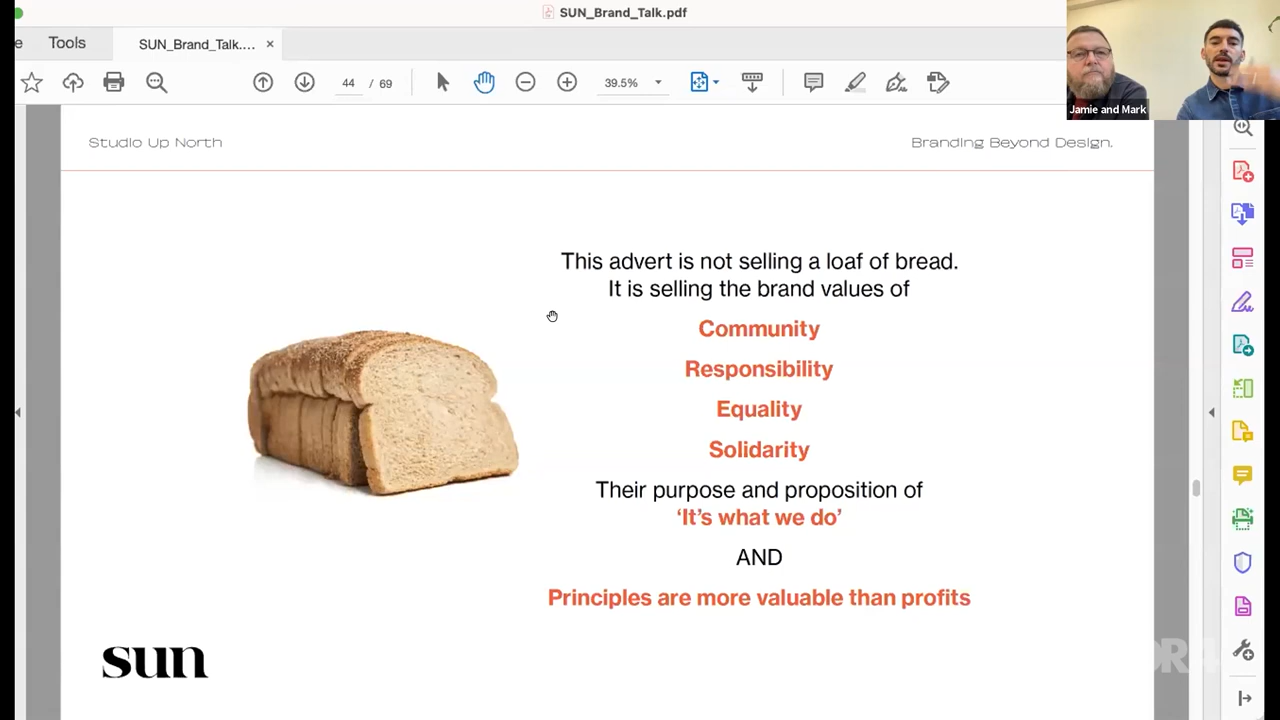 SUN_Brand_Talk.pdf
e
Tools
SUN_Brand_Talk.... ×
44 / 69
39.5%
Jamie and Mark
Studio Up North
Branding Beyond Design.
This advert is not selling a loaf of bread.
It is selling the brand values of
Community
Responsibility
Equality
Solidarity
Their purpose and proposition of
‘It’s what we do’
AND
Principles are more valuable than profits
sun